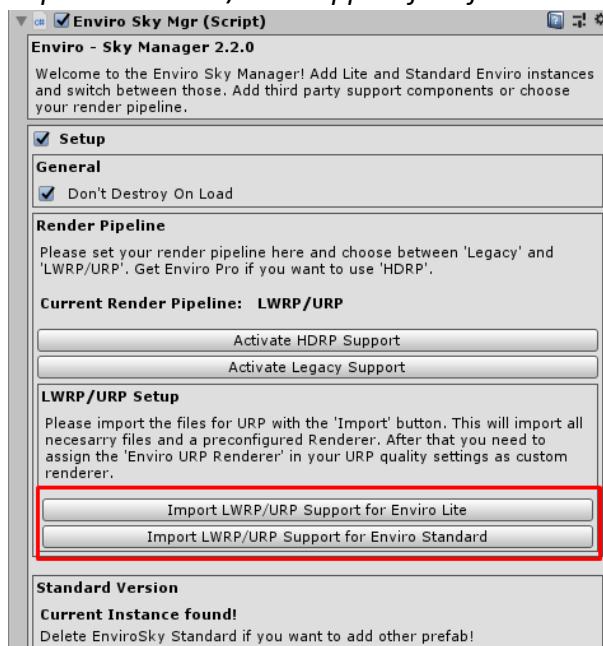 Enviro Sky Mgr (Script)
Enviro - Sky Manager 2.2.0
Welcome to the Enviro Sky Manager! Add Lite and Standard Enviro instances
and switch between those. Add third party support components or choose
your render pipeline.
Setup
General
Don't Destroy On Load
Render Pipeline
Please set your render pipeline here and choose between 'Legacy' and
'LWRP/URP'. Get Enviro Pro if you want to use 'HDRP'.
Current Render Pipeline: LWRP/URP
Activate HDRP Support
Activate Legacy Support
LWRP/URP Setup
Please import the files for URP with the 'Import' button. This will import all
necesarry files and a preconfigured Renderer. After that you need to
assign the 'Enviro URP Renderer' in your URP quality settings as custom
renderer.
Import LWRP/URP Support for Enviro Lite
Import LWRP/URP Support for Enviro Standard
Standard Version
Current Instance found!
Delete EnviroSky Standard if you want to add other prefab!